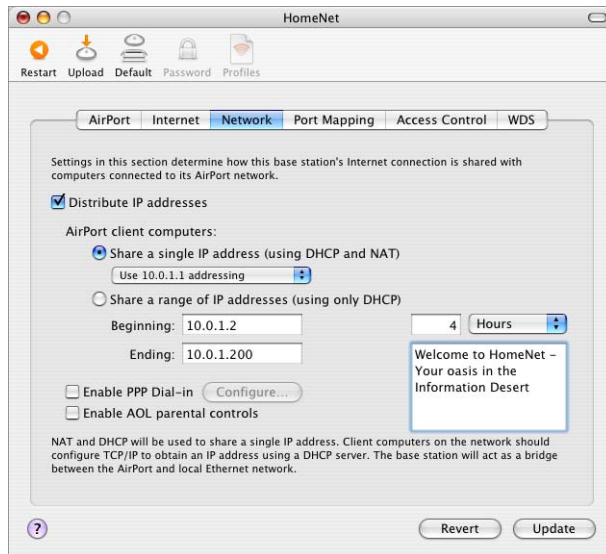 HomeNet
Restart Upload Default Password Profiles
AirPort Internet Network Port Mapping Access Control WDS
Settings in this section determine how this base station's Internet connection is shared with
computers connected to its AirPort network.
Distribute IP addresses
AirPort client computers:
Share a single IP address (using DHCP and NAT)
Use 10.0.1.1 addressing
Share a range of IP addresses (using only DHCP)
Beginning: 10.0.1.2
4 Hours
Ending: 10.0.1.200
Welcome to HomeNet –
Your oasis in the
Information Desert
Enable PPP Dial-in Configure...
Enable AOL parental controls
NAT and DHCP will be used to share a single IP address. Client computers on the network should
configure TCP/IP to obtain an IP address using a DHCP server. The base station will act as a bridge
between the AirPort and local Ethernet network.
? Revert Update